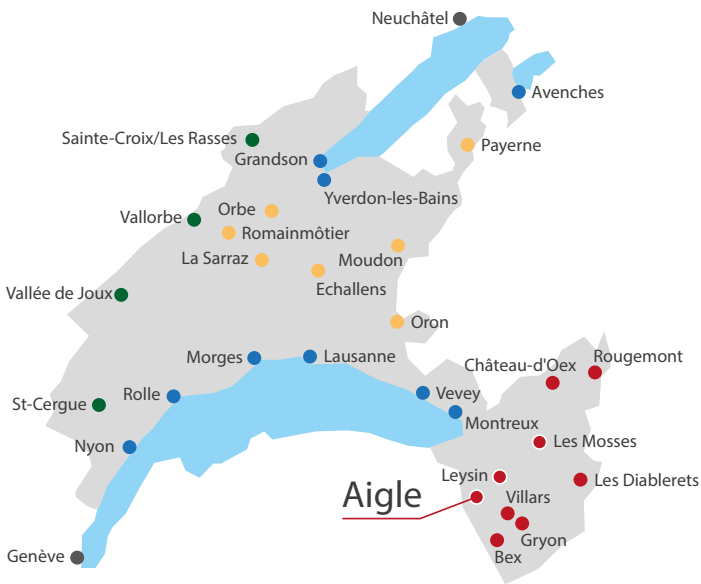 Neuchâtel
Avenches
Sainte-Croix/Les Rasses
Payerne
Grandson
Yverdon-les-Bains
Orbe
Vallorbe
Romainmôtier
La Sarraz
Moudon
Echallens
Vallée de Joux
Oron
Morges
Lausanne
Château-d'Oex
Rougemont
Rolle
Vevey
St-Cergue
Montreux
Nyon
Les Mosses
Leysin
Les Diablerets
Aigle
Villars
Gryon
Bex
Genève